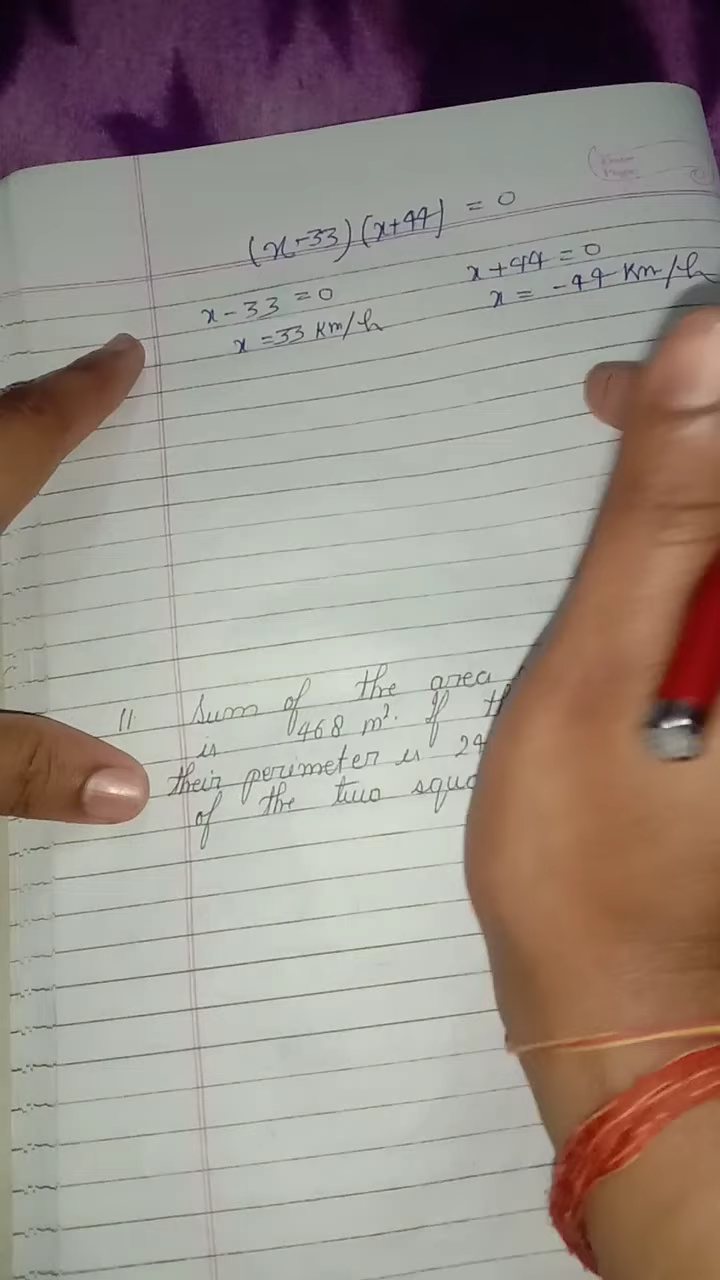 (x-33)(x+44) = 0
x - 33 = 0
x + 44 = 0
x = 33 Km/h
x = -44 Km/h
11. Sum of the area
is 468 m². If
their perimeter is 24
of the two